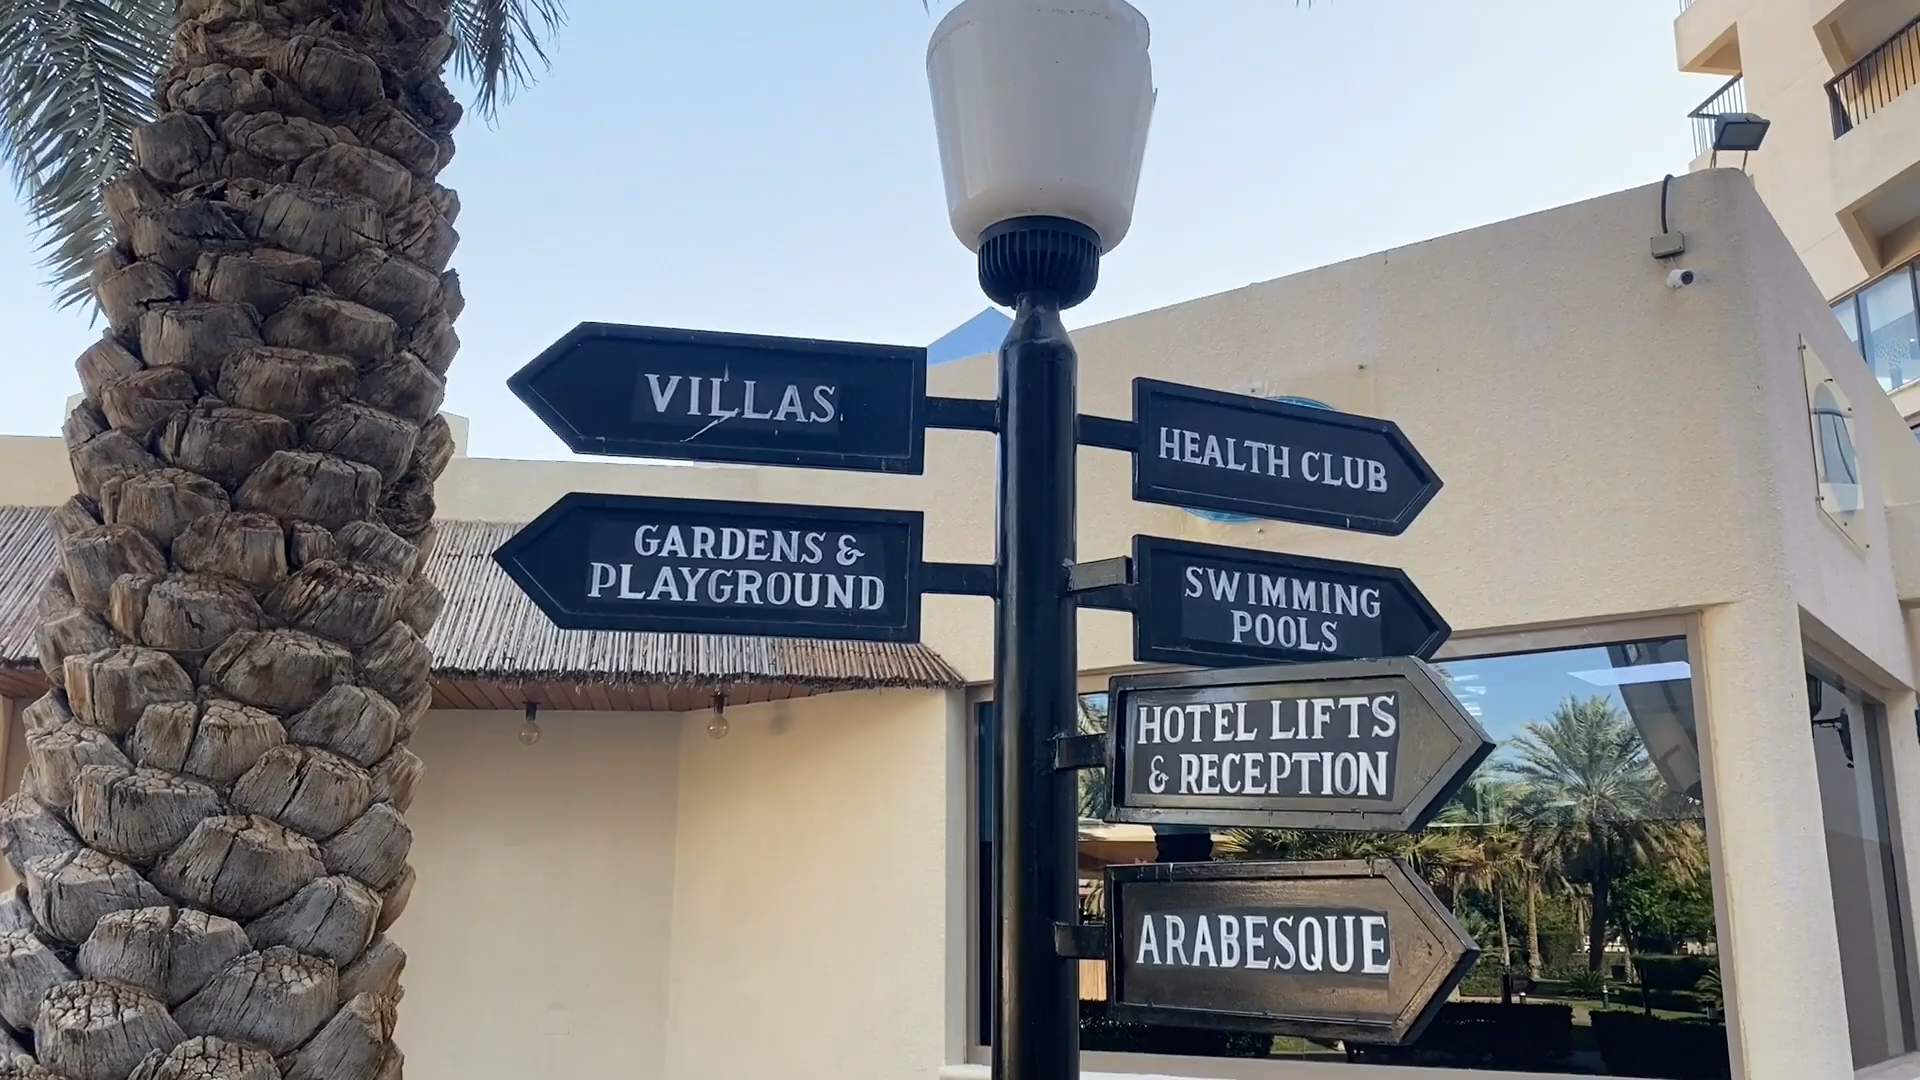 VILLAS
GARDENS &
PLAYGROUND
HEALTH CLUB
SWIMMING
POOLS
HOTEL LIFTS
& RECEPTION
ARABESQUE